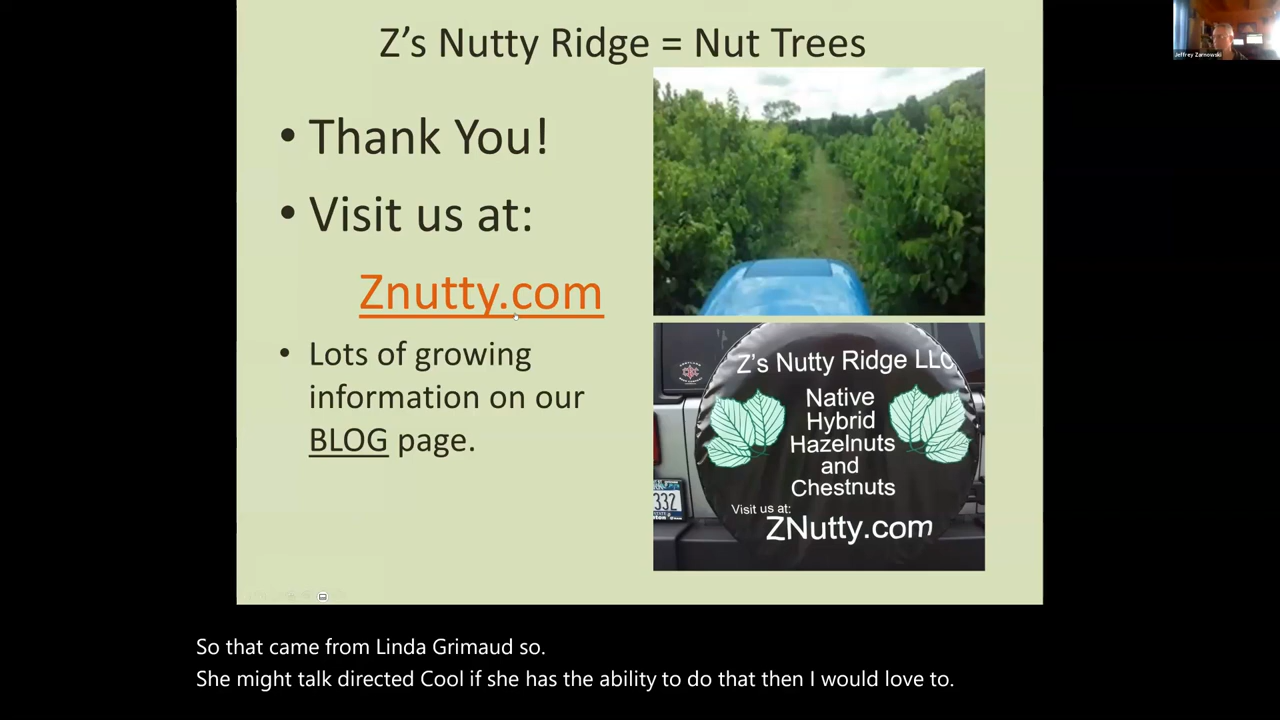 Z’s Nutty Ridge = Nut Trees
• Thank You!
• Visit us at:
Znutty.com
• Lots of growing
information on our
BLOG page.
Z's Nutty Ridge LLC
Native
Hybrid
Hazelnuts
and
Chestnuts
Visit us at:
ZNutty.com
332
Jeffrey Zarnowski
So that came from Linda Grimaud so.
She might talk directed Cool if she has the ability to do that then I would love to.